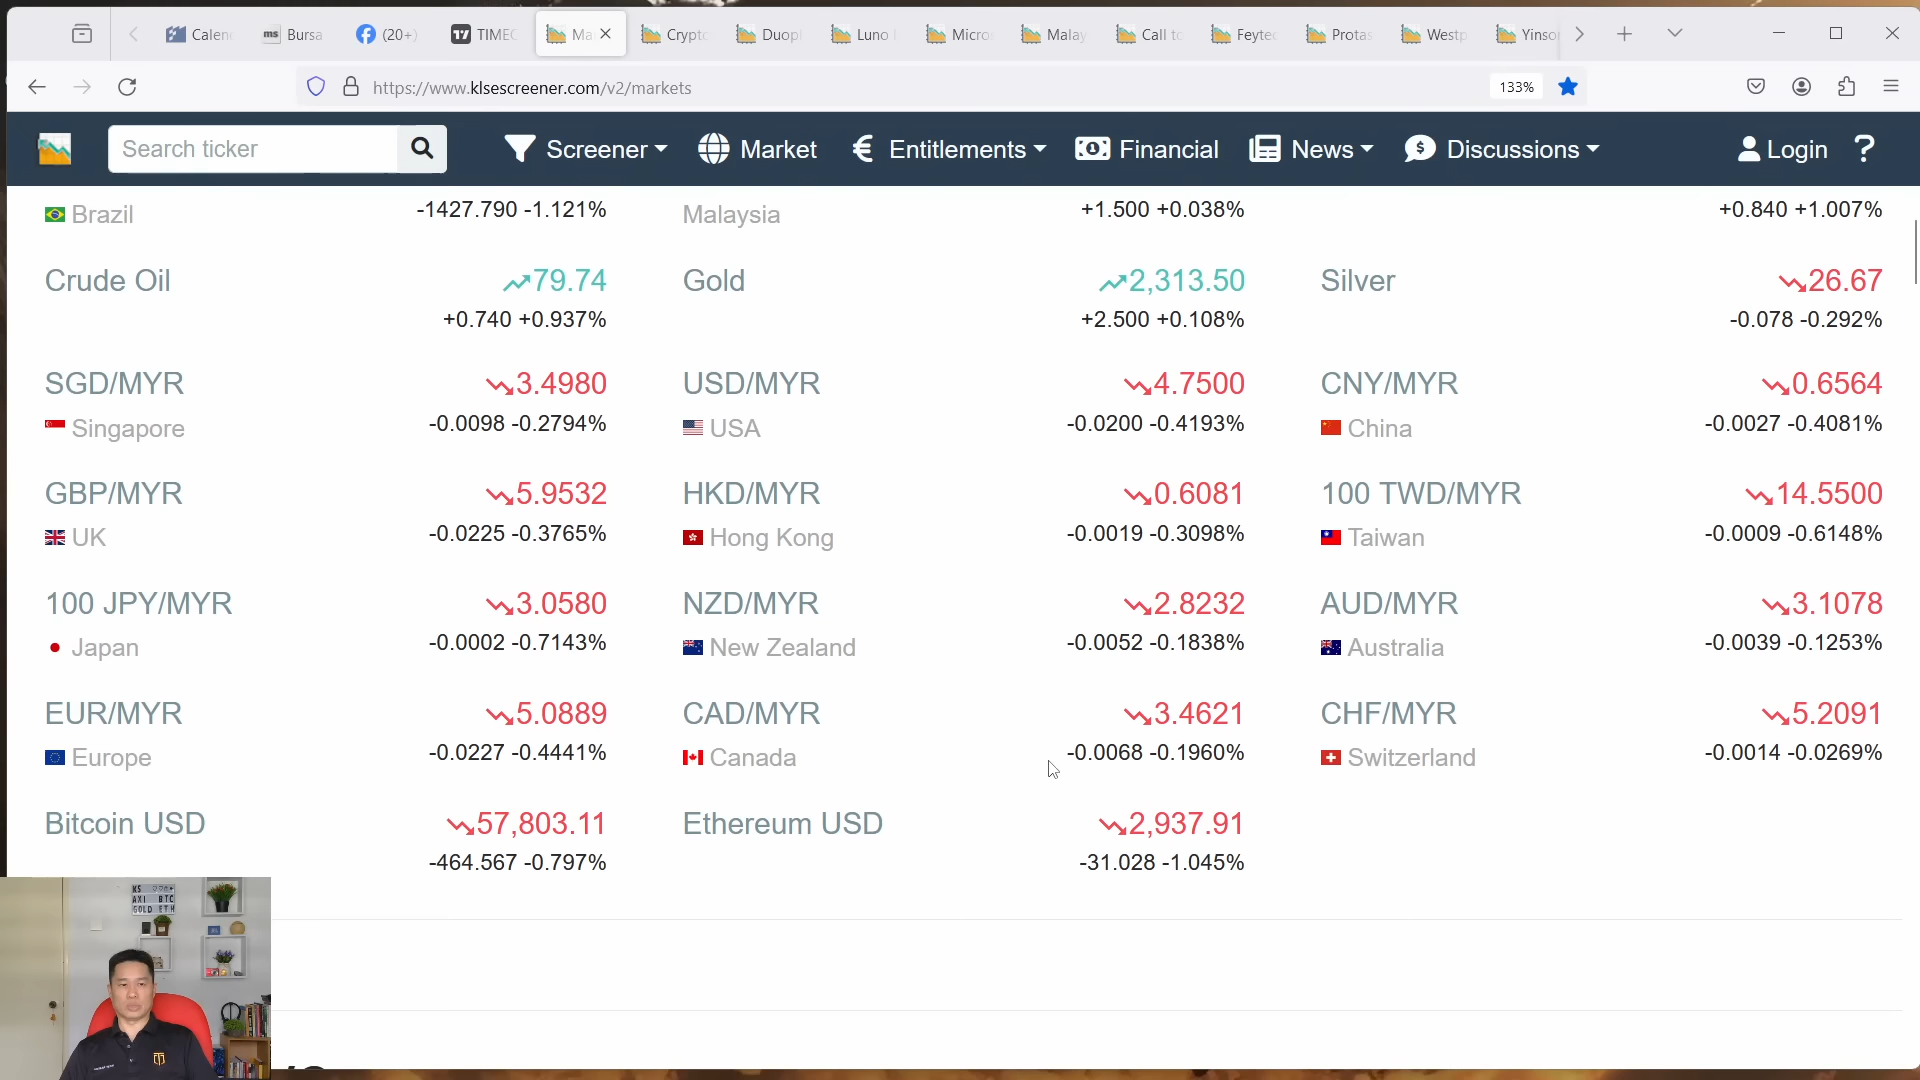 Calen
ms Bursa
(20+)
TIMEC
Ma
Crypto
Duopl
Luno
Micro
Malay
Call to
Feytec
Protas
Westp
Yinson
https://www.klsescreener.com/v2/markets
133%
Search ticker
Screener
Market
Entitlements
Financial
News
Discussions
Login
?
Brazil -1427.790 -1.121% Malaysia +1.500 +0.038% +0.840 +1.007%
Crude Oil 79.74 Gold 2,313.50 Silver 26.67
+0.740 +0.937% +2.500 +0.108% -0.078 -0.292%
SGD/MYR 3.4980 USD/MYR 4.7500 CNY/MYR 0.6564
Singapore -0.0098 -0.2794% USA -0.0200 -0.4193% China -0.0027 -0.4081%
GBP/MYR 5.9532 HKD/MYR 0.6081 100 TWD/MYR 14.5500
UK -0.0225 -0.3765% Hong Kong -0.0019 -0.3098% Taiwan -0.0009 -0.6148%
100 JPY/MYR 3.0580 NZD/MYR 2.8232 AUD/MYR 3.1078
Japan -0.0002 -0.7143% New Zealand -0.0052 -0.1838% Australia -0.0039 -0.1253%
EUR/MYR 5.0889 CAD/MYR 3.4621 CHF/MYR 5.2091
Europe -0.0227 -0.4441% Canada -0.0068 -0.1960% Switzerland -0.0014 -0.0269%
Bitcoin USD 57,803.11 Ethereum USD 2,937.91
-464.567 -0.797% -31.028 -1.045%
AXI BTC
GOLD ETH